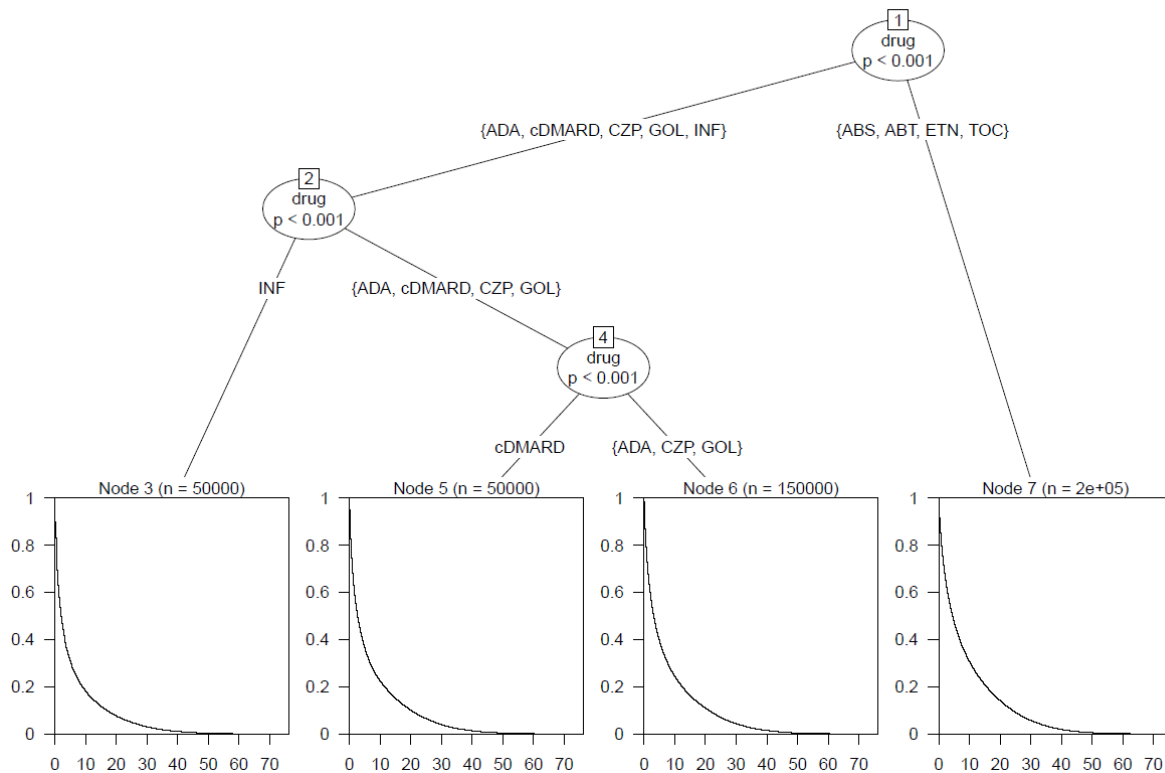 1
drug
p < 0.001
{ADA, cDMARD, CZP, GOL, INF}
{ABS, ABT, ETN, TOC}
2
drug
p < 0.001
INF
{ADA, cDMARD, CZP, GOL}
4
drug
p < 0.001
cDMARD
{ADA, CZP, GOL}
Node 3 (n = 50000)
1
0.8
0.6
0.4
0.2
0
0 10 20 30 40 50 60 70
Node 5 (n = 50000)
1
0.8
0.6
0.4
0.2
0
0 10 20 30 40 50 60 70
Node 6 (n = 150000)
1
0.8
0.6
0.4
0.2
0
0 10 20 30 40 50 60 70
Node 7 (n = 2e+05)
1
0.8
0.6
0.4
0.2
0
0 10 20 30 40 50 60 70